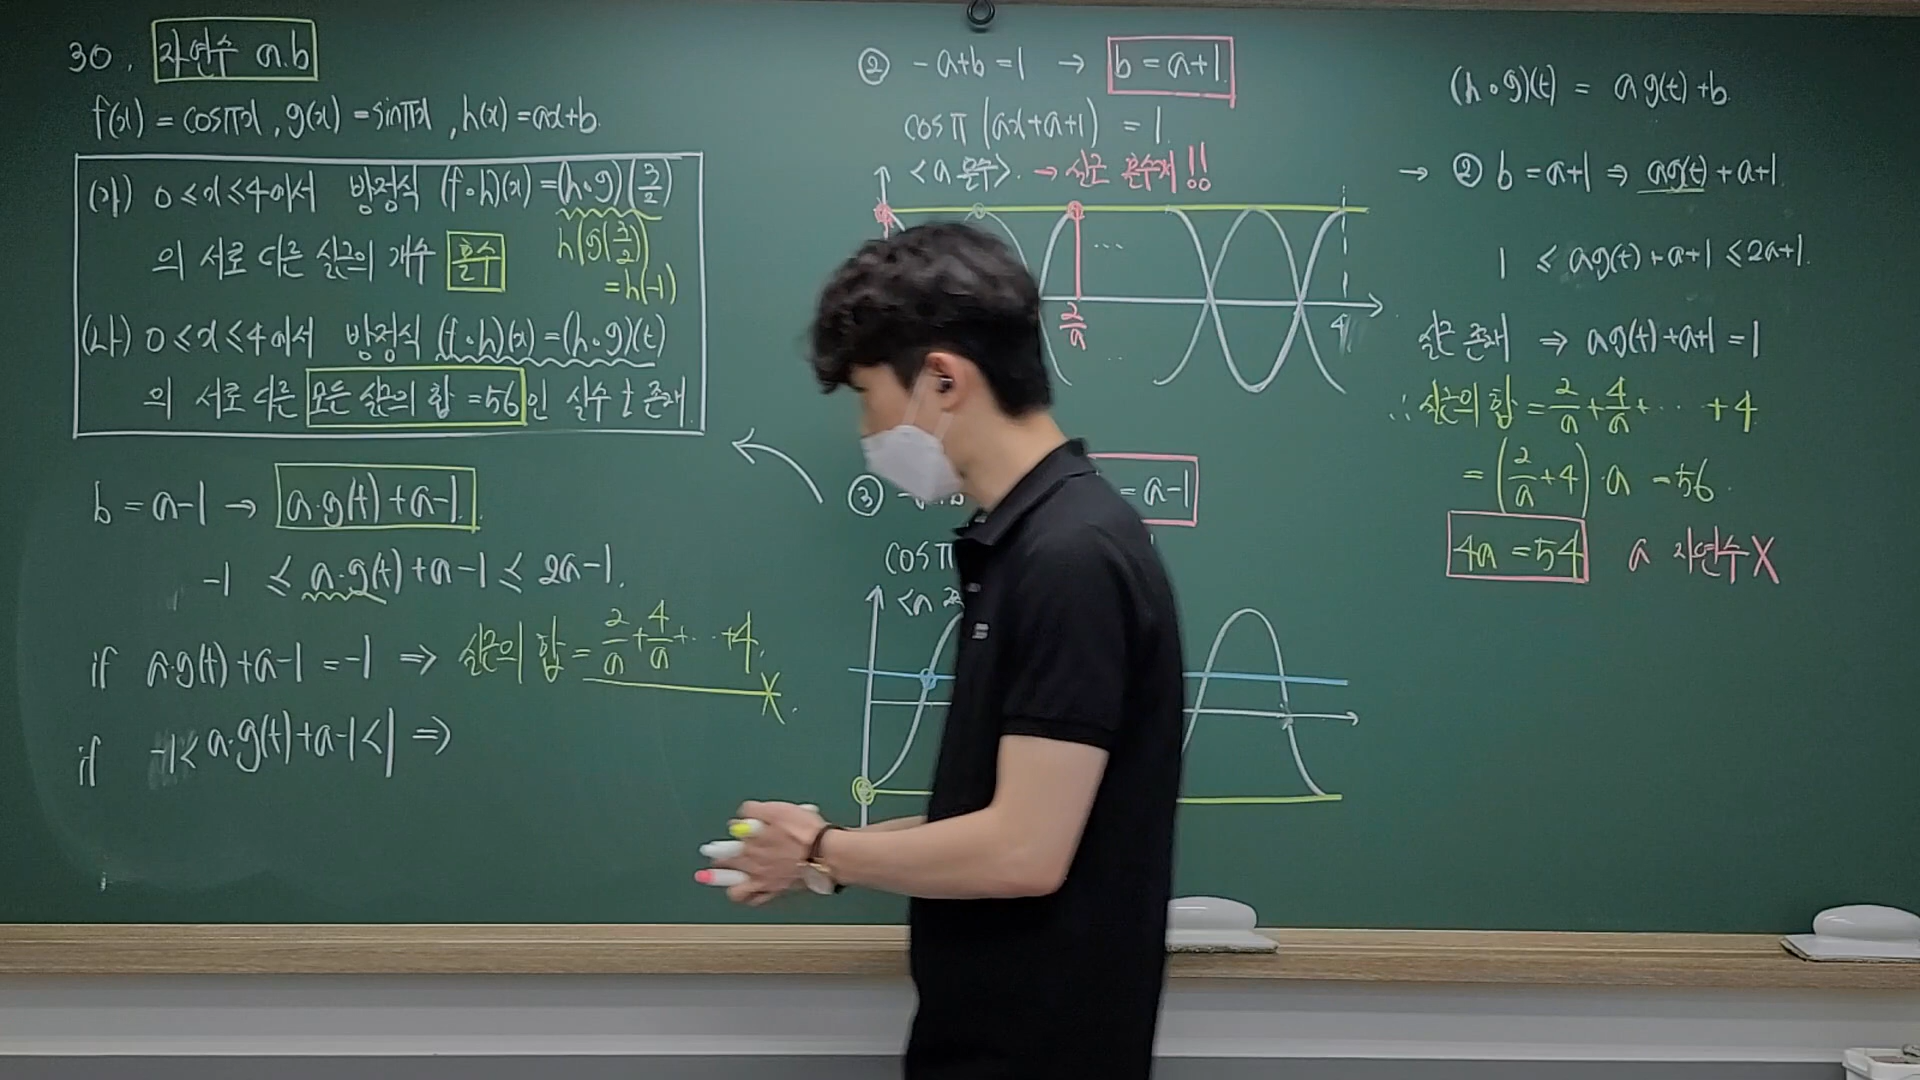 30. 자연수 a.b
f(x) = cosπx , g(x) = sinπx , h(x) = ax+b
(가) 0 ≤ x ≤ 4에서 방정식 (f∘h)(x) = (h∘g)(3/2)
의 서로 다른 실근의 개수 홀수
h(g(3/2))
= h(-1)
(나) 0 ≤ x ≤ 4에서 방정식 (f∘h)(x) = (h∘g)(t)
의 서로 다른 모든 실근의 합 = 56 인 실수 t 존재
b = a-1 → a·g(t) + a-1
-1 ≤ a·g(t) + a-1 ≤ 2a-1.
if a·g(t) + a-1 = -1 ⇒ 실근의 합 = 2/a + 4/a + ··· + 4. X
if -1 < a·g(t) + a-1 < 1 ⇒
② -a+b = 1 → b = a+1
cosπ(ax+a+1) = 1
<a 홀수> → 실근 홀수개!!
2/a
···
4
③
= a-1
cosπ
<a
(h∘g)(t) = ag(t) + b
→ ② b = a+1 ⇒ ag(t) + a+1
1 ≤ ag(t) + a+1 ≤ 2a+1.
실근 존재 ⇒ ag(t) + a+1 = 1
∴ 실근의 합 = 2/a + 4/a + ··· + 4
= (2/a + 4) · a = 56
4a = 54 a 자연수 X